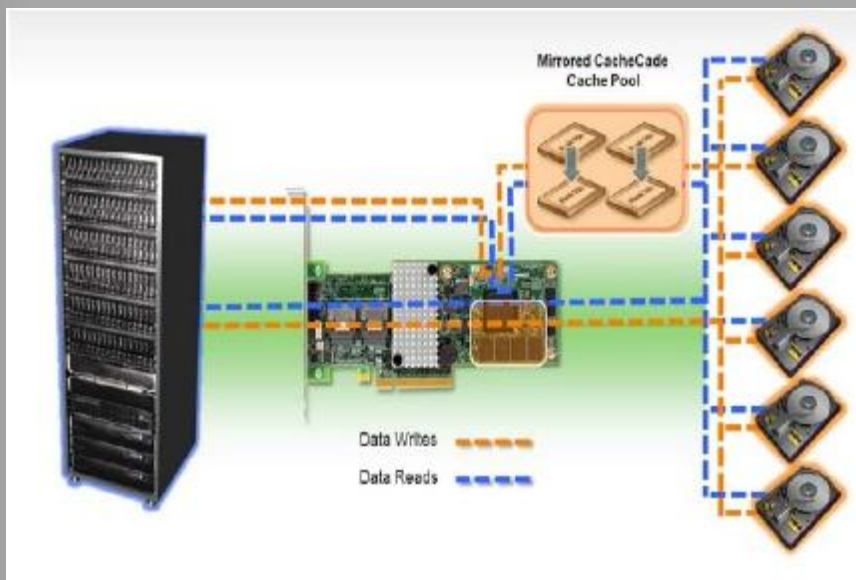 Mirrored CacheCade
Cache Pool
Data Writes
Data Reads